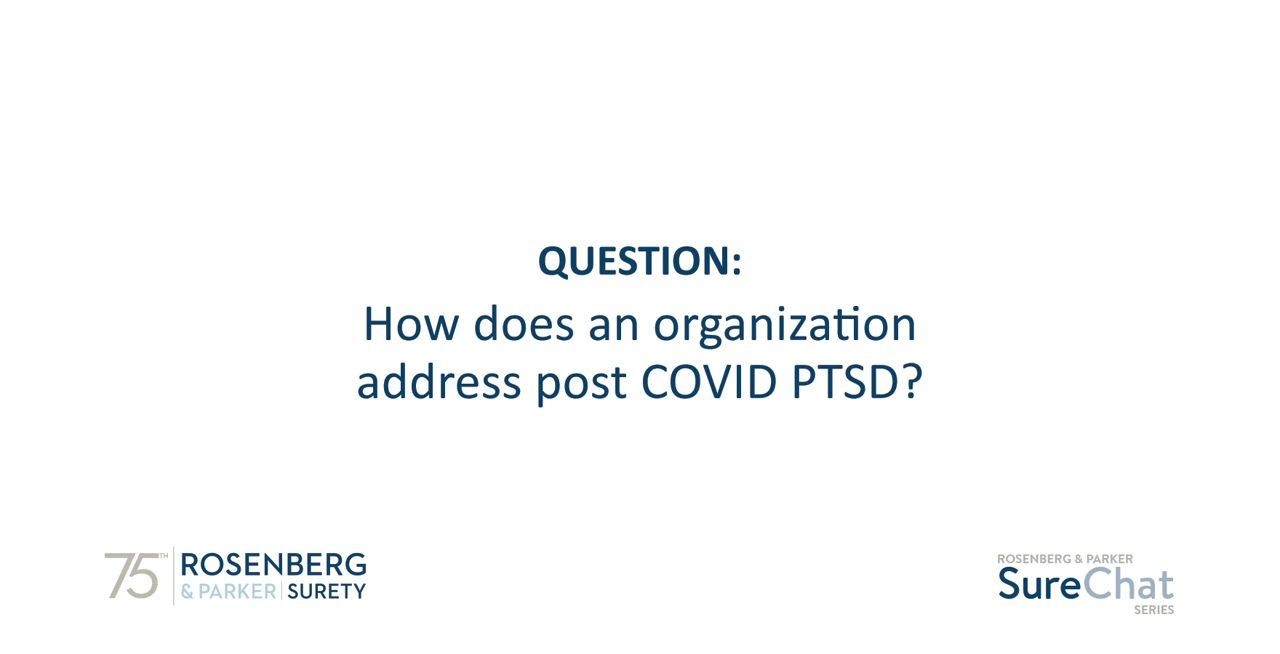 QUESTION:
How does an organization
address post COVID PTSD?
75TH ROSENBERG
& PARKER SURETY
ROSENBERG & PARKER
SureChat
SERIES